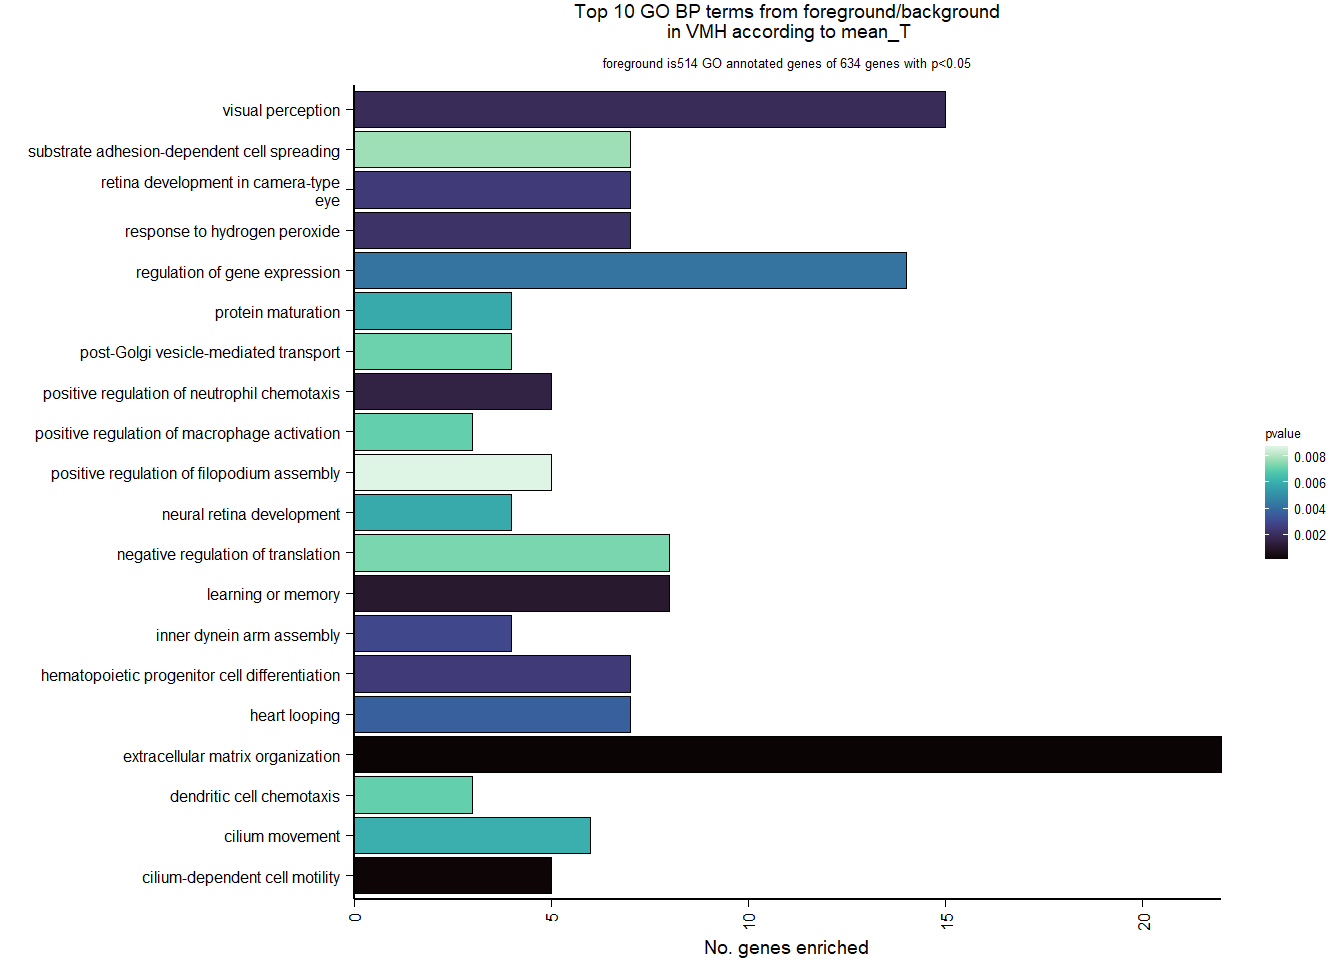 Top 10 GO BP terms from foreground/background
in VMH according to mean_T
foreground is514 GO annotated genes of 634 genes with p<0.05
visual perception
substrate adhesion-dependent cell spreading
retina development in camera-type
eye
response to hydrogen peroxide
regulation of gene expression
protein maturation
post-Golgi vesicle-mediated transport
positive regulation of neutrophil chemotaxis
positive regulation of macrophage activation
positive regulation of filopodium assembly
neural retina development
negative regulation of translation
learning or memory
inner dynein arm assembly
hematopoietic progenitor cell differentiation
heart looping
extracellular matrix organization
dendritic cell chemotaxis
cilium movement
cilium-dependent cell motility
0
5
10
15
20
No. genes enriched
pvalue
0.008
0.006
0.004
0.002